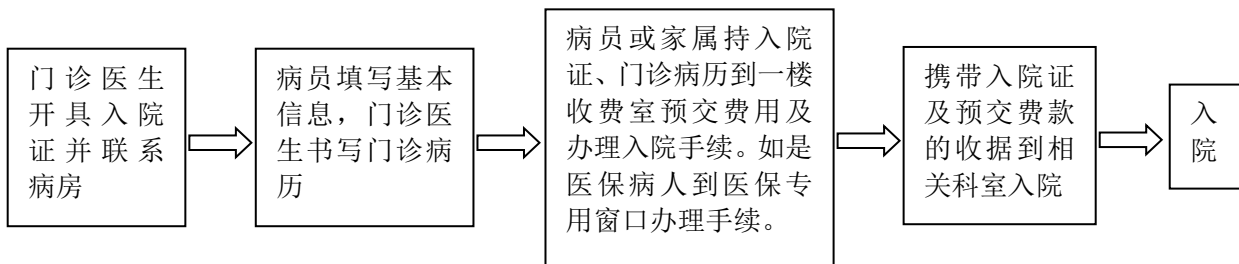 门诊医生
开具入院
证并联系
病房
病员填写基本
信息，门诊医
生书写门诊病
历
病员或家属持入院
证、门诊病历到一楼
收费室预交费用及
办理入院手续。如是
医保病人到医保专
用窗口办理手续。
携带入院证
及预交费款
的收据到相
关科室入院
入
院